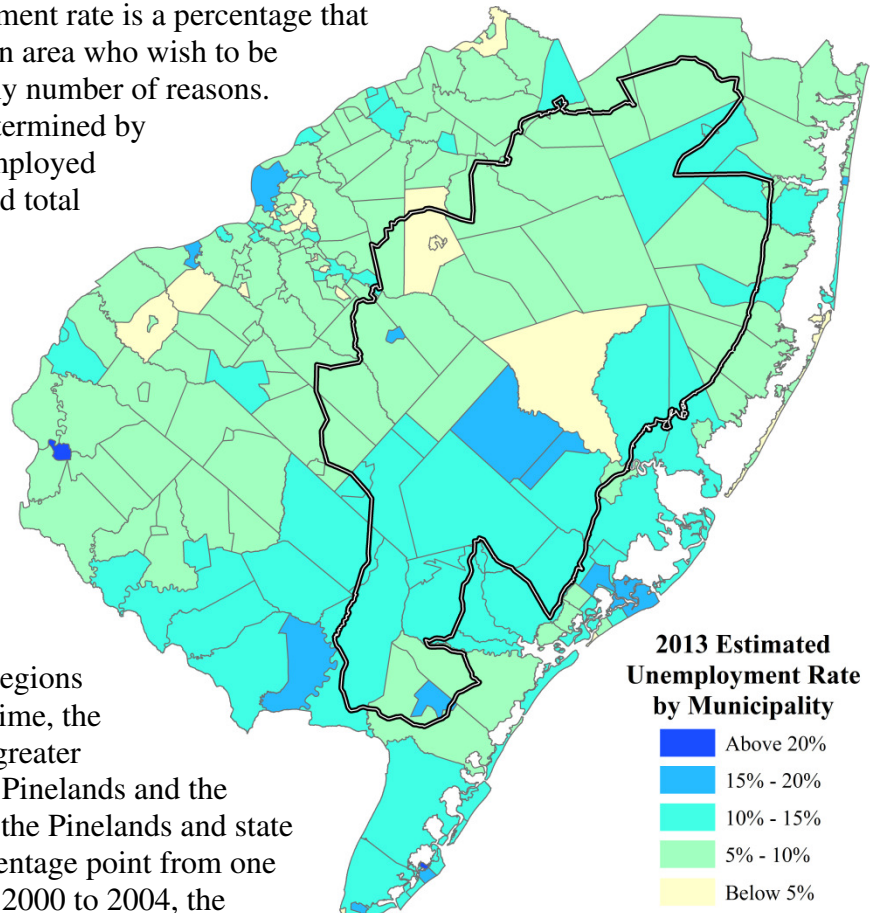 ment rate is a percentage that
n area who wish to be
y number of reasons.
termined by
mployed
d total
egions
ime, the
greater
Pinelands and the
the Pinelands and state
entage point from one
2000 to 2004, the
2013 Estimated
Unemployment Rate
by Municipality
Above 20%
15% - 20%
10% - 15%
5% - 10%
Below 5%